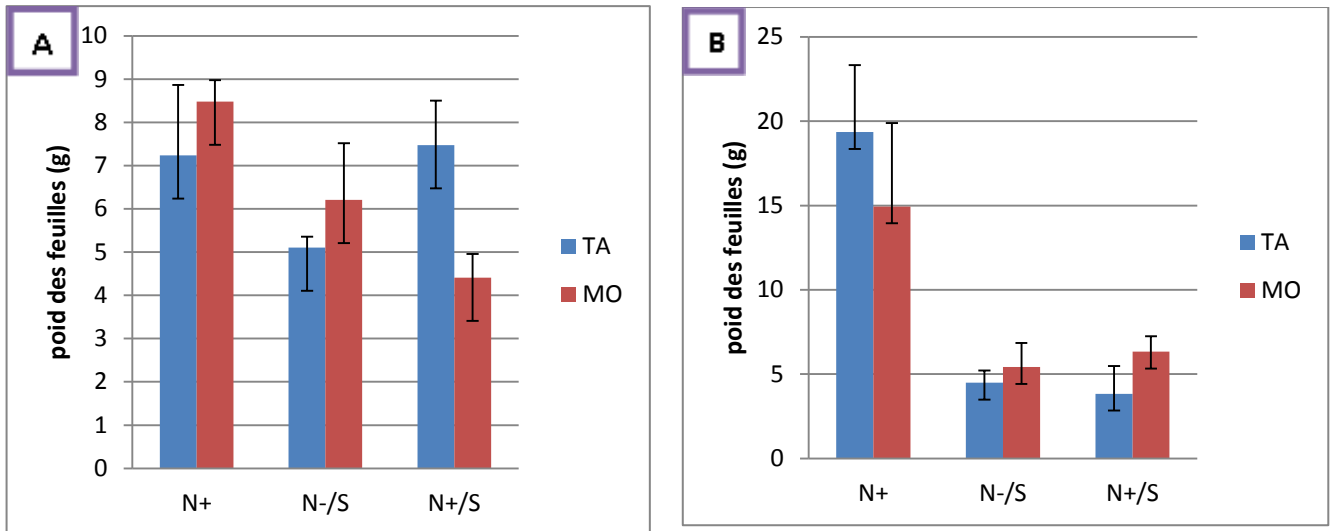 A
poid des feuilles (g)
10
9
8
7
6
5
4
3
2
1
0
N+ N-/S N+/S
TA
MO
B
poid des feuilles (g)
25
20
15
10
5
0
N+ N-/S N+/S
TA
MO